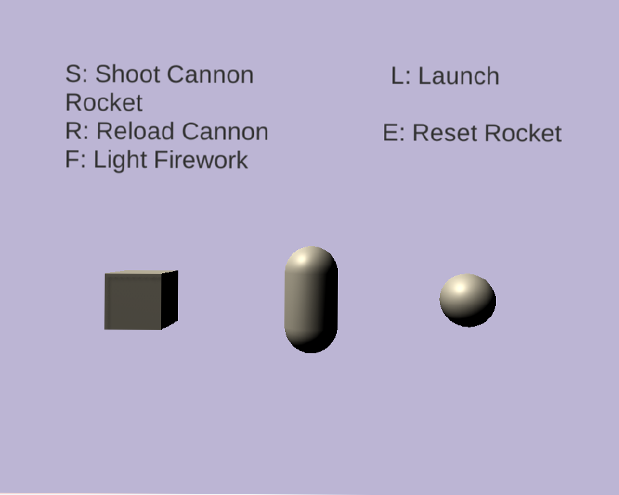 S: Shoot Cannon
Rocket
R: Reload Cannon
F: Light Firework
L: Launch
E: Reset Rocket